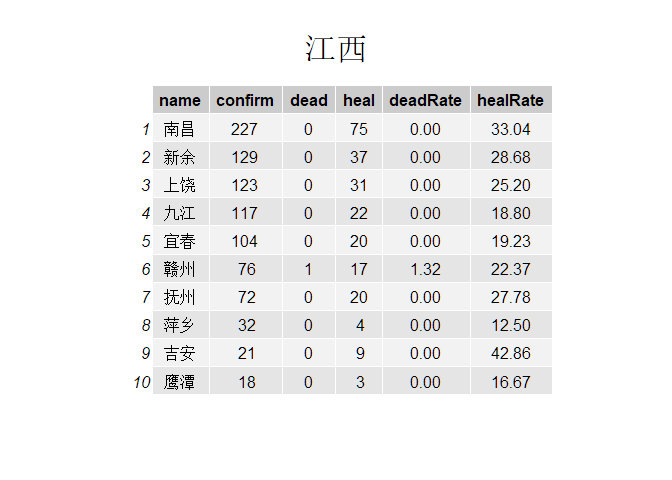 江西
name confirm dead heal deadRate healRate
1 南昌 227 0 75 0.00 33.04
2 新余 129 0 37 0.00 28.68
3 上饶 123 0 31 0.00 25.20
4 九江 117 0 22 0.00 18.80
5 宜春 104 0 20 0.00 19.23
6 赣州 76 1 17 1.32 22.37
7 抚州 72 0 20 0.00 27.78
8 萍乡 32 0 4 0.00 12.50
9 吉安 21 0 9 0.00 42.86
10 鹰潭 18 0 3 0.00 16.67